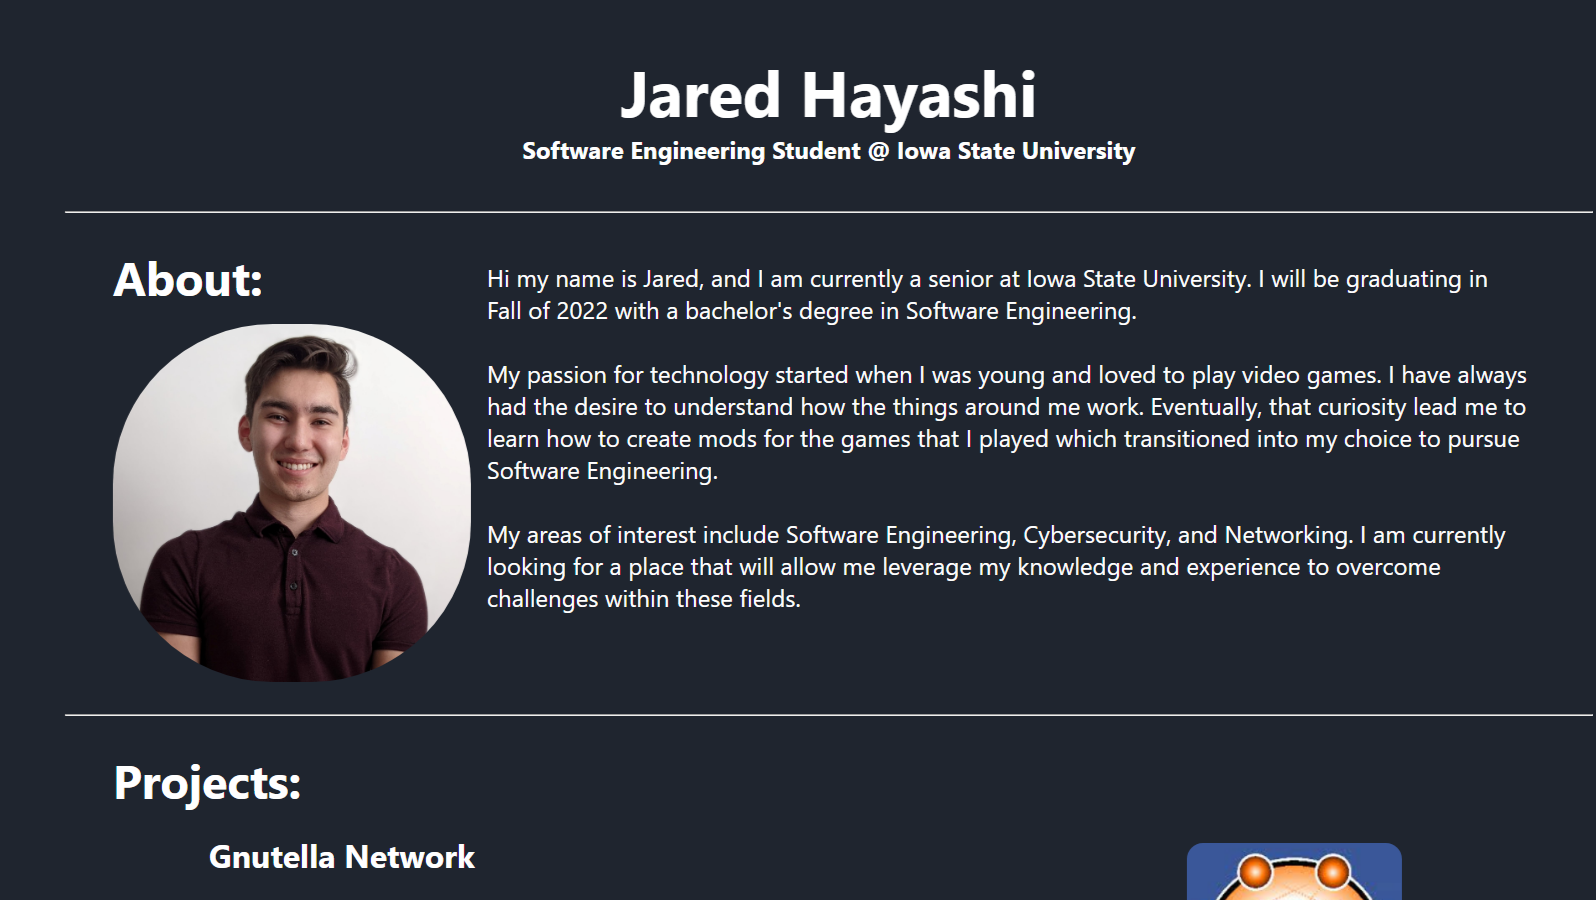 Jared Hayashi
Software Engineering Student @ Iowa State University
About:
Hi my name is Jared, and I am currently a senior at Iowa State University. I will be graduating in
Fall of 2022 with a bachelor's degree in Software Engineering.
My passion for technology started when I was young and loved to play video games. I have always
had the desire to understand how the things around me work. Eventually, that curiosity lead me to
learn how to create mods for the games that I played which transitioned into my choice to pursue
Software Engineering.
My areas of interest include Software Engineering, Cybersecurity, and Networking. I am currently
looking for a place that will allow me leverage my knowledge and experience to overcome
challenges within these fields.
Projects:
Gnutella Network